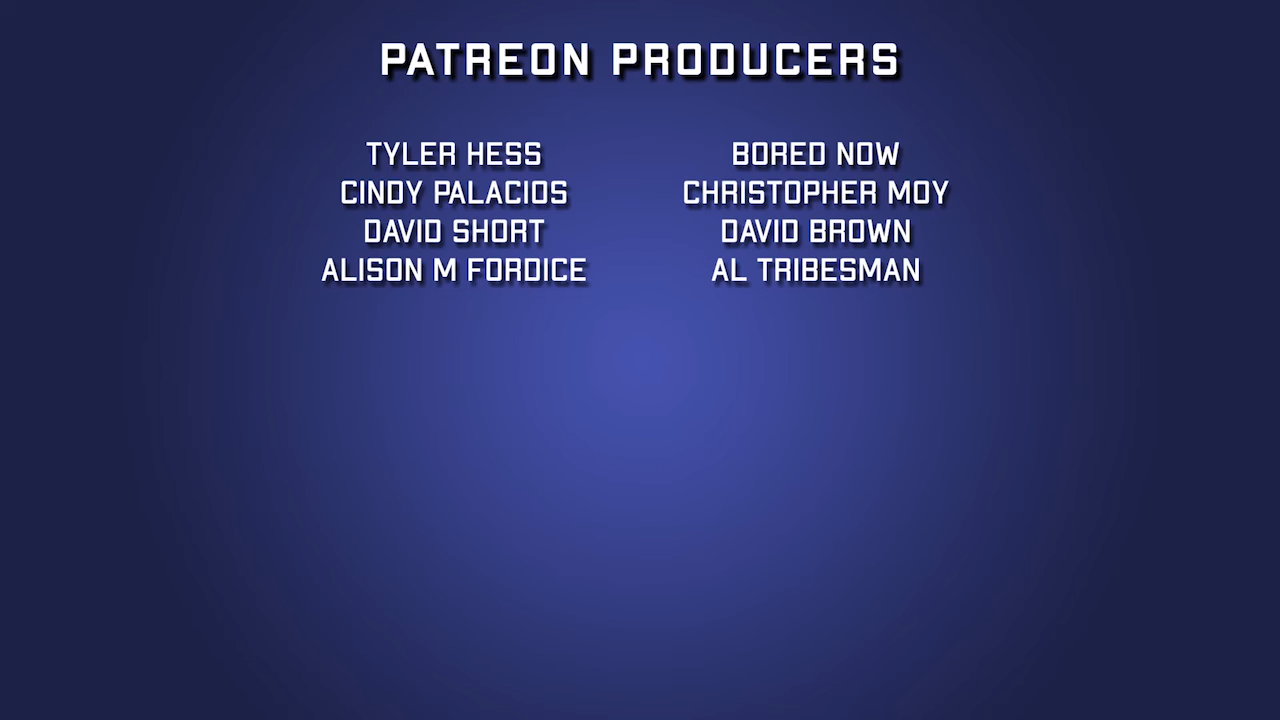 PATREON PRODUCERS
TYLER HESS
CINDY PALACIOS
DAVID SHORT
ALISON M FORDICE
BORED NOW
CHRISTOPHER MOY
DAVID BROWN
AL TRIBESMAN